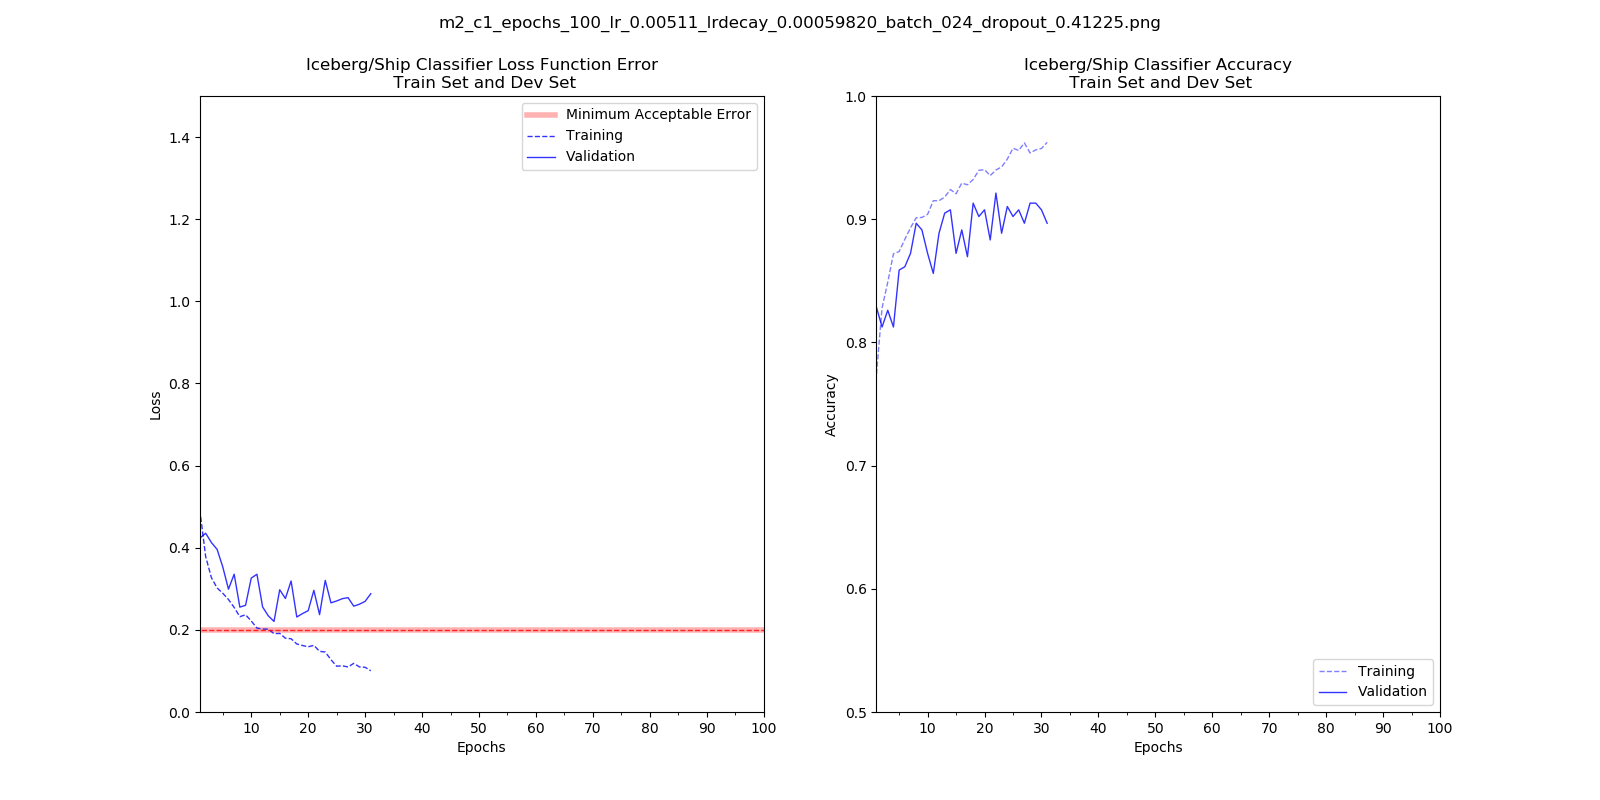 m2_c1_epochs_100_lr_0.00511_lrdecay_0.00059820_batch_024_dropout_0.41225.png
Iceberg/Ship Classifier Loss Function Error
Train Set and Dev Set
Minimum Acceptable Error
Training
Validation
1.4
1.2
1.0
0.8
0.6
0.4
0.2
0.0
Loss
10 20 30 40 50 60 70 80 90 100
Epochs
Iceberg/Ship Classifier Accuracy
Train Set and Dev Set
1.0
0.9
0.8
0.7
0.6
0.5
Accuracy
Training
Validation
10 20 30 40 50 60 70 80 90 100
Epochs